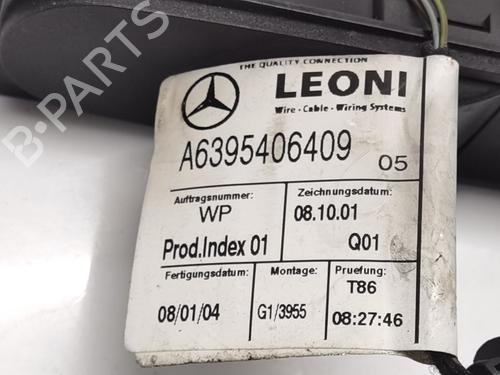 THE QUALITY CONNECTION
LEONI
Wire - Cable - Wiring Systems
A6395406409 05
Auftragsnummer:
WP
Zeichnungsdatum:
08.10.01
Prod.Index 01
Q01
Fertigungsdatum:
08/01/04
Montage:
G1/3955
Pruefung:
T86
08:27:46
B-PARTS